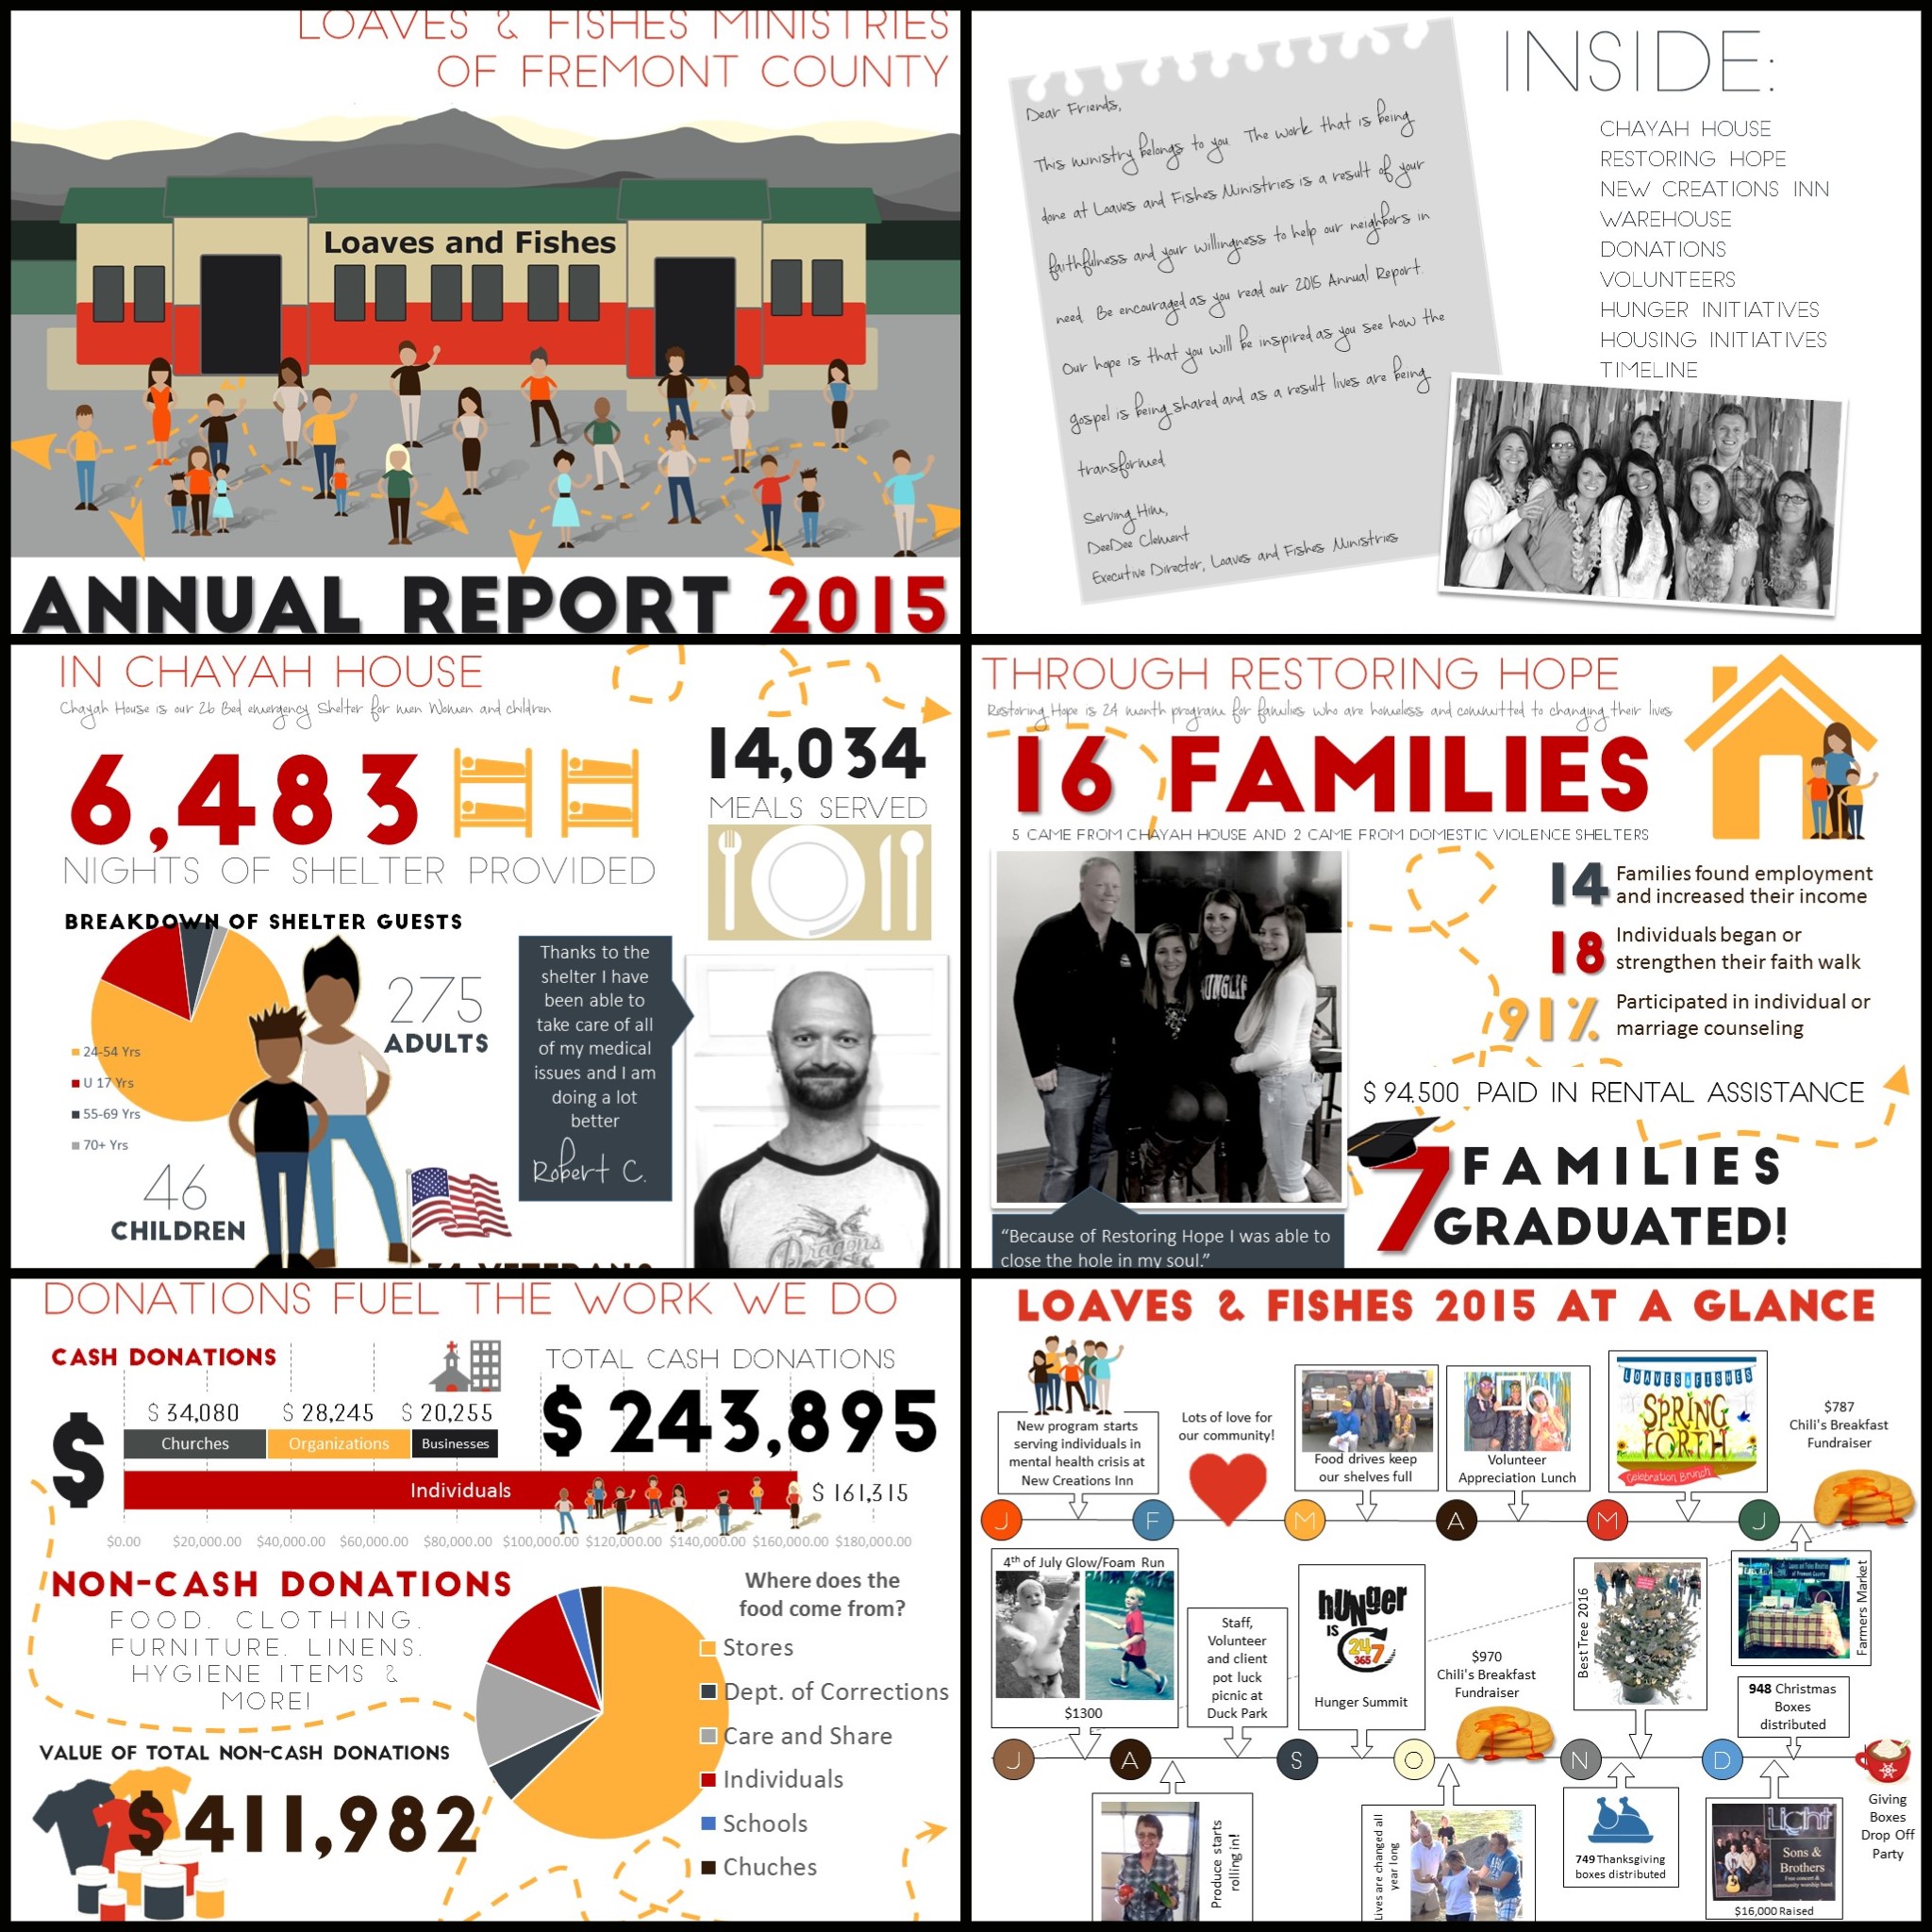 LOAVES & FISHES MINISTRIES
OF FREMONT COUNTY
Loaves and Fishes
ANNUAL REPORT 2015
Dear Friends,
This ministry belongs to you. The work that is being
done at Loaves and Fishes Ministries is a result of your
faithfulness and your willingness to help our neighbors in
need. Be encouraged as you read our 2015 Annual Report.
Our hope is that you will be inspired as you see how the
gospel is being shared and as a result lives are being
transformed
Serving Him,
DeeDee Clement
Executive Director, Loaves and Fishes Ministries
INSIDE:
CHAYAH HOUSE
RESTORING HOPE
NEW CREATIONS INN
WAREHOUSE
DONATIONS
VOLUNTEERS
HUNGER INITIATIVES
HOUSING INITIATIVES
TIMELINE
IN CHAYAH HOUSE
Chayah House is our 26 Bed emergency Shelter for men Women and children
6,483
NIGHTS OF SHELTER PROVIDED
14,034
MEALS SERVED
BREAKDOWN OF SHELTER GUESTS
24-54 Yrs
U 17 Yrs
55-69 Yrs
70+ Yrs
275
ADULTS
46
CHILDREN
Thanks to the
shelter I have
been able to
take care of all
of my medical
issues and I am
doing a lot
better
Robert C.
Dragons
THROUGH RESTORING HOPE
Restoring Hope is 24 month program for families who are homeless and committed to changing their lives
16 FAMILIES
5 CAME FROM CHAYAH HOUSE AND 2 CAME FROM DOMESTIC VIOLENCE SHELTERS
14 Families found employment
and increased their income
18 Individuals began or
strengthen their faith walk
91% Participated in individual or
marriage counseling
$ 94,500 PAID IN RENTAL ASSISTANCE
7 FAMILIES
GRADUATED!
"Because of Restoring Hope I was able to
close the hole in my soul."
DONATIONS FUEL THE WORK WE DO
CASH DONATIONS
$ 34,080 $ 28,245 $ 20,255
Churches Organizations Businesses
$
Individuals
$ 161,315
$0.00 $20,000.00 $40,000.00 $60,000.00 $80,000.00 $100,000.00 $120,000.00 $140,000.00 $160,000.00 $180,000.00
TOTAL CASH DONATIONS
$ 243,895
NON-CASH DONATIONS
FOOD, CLOTHING,
FURNITURE, LINENS,
HYGIENE ITEMS &
MORE!
VALUE OF TOTAL NON-CASH DONATIONS
$411,982
Where does the
food come from?
Stores
Dept. of Corrections
Care and Share
Individuals
Schools
Chuches
LOAVES & FISHES 2015 AT A GLANCE
New program starts
serving individuals in
mental health crisis at
New Creations Inn
Lots of love for
our community!
Food drives keep
our shelves full
Volunteer
Appreciation Lunch
LOAVES & FISHES
SPRING
FORTH
Celebration Brunch
$787
Chili's Breakfast
Fundraiser
J F M A M J
4th of July Glow/Foam Run
$1300
Staff,
Volunteer
and client
pot luck
picnic at
Duck Park
hUNger
IS
24-7
365
Hunger Summit
$970
Chili's Breakfast
Fundraiser
Best Tree 2016
Farmers Market
948 Christmas
Boxes
distributed
J A S O N D
Produce starts
rolling in!
Lives are changed all
year long
749 Thanksgiving
boxes distributed
Light
Sons &
Brothers
Free concert &
community worship band
$16,000 Raised
Giving
Boxes
Drop Off
Party